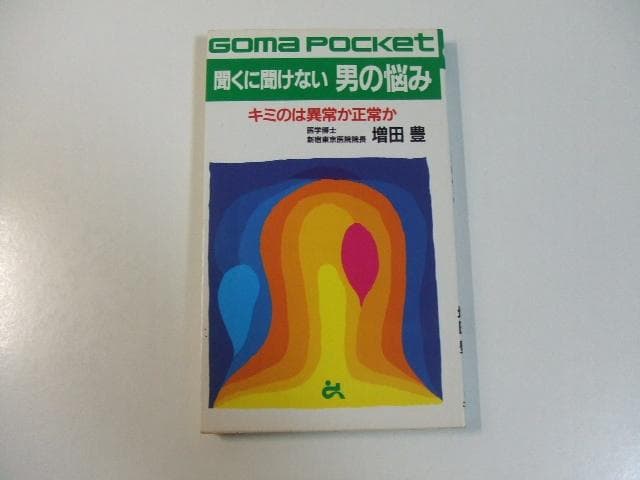 GOMA POCKET
聞くに聞けない 男の悩み
キミのは異常か正常か
医学博士
新宿東京医院院長 増田 豊